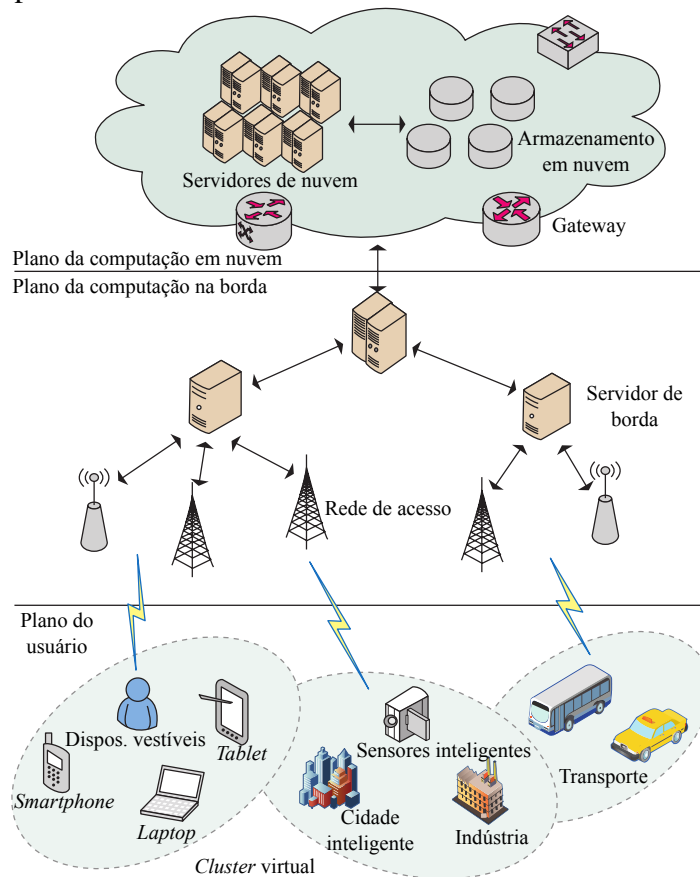 Servidores de nuvem
Armazenamento
em nuvem
Gateway
Plano da computação em nuvem
Plano da computação na borda
Servidor de
borda
Rede de acesso
Plano do
usuário
Dispos. vestíveis
Tablet
Smartphone
Laptop
Sensores inteligentes
Cidade
inteligente
Indústria
Transporte
Cluster virtual